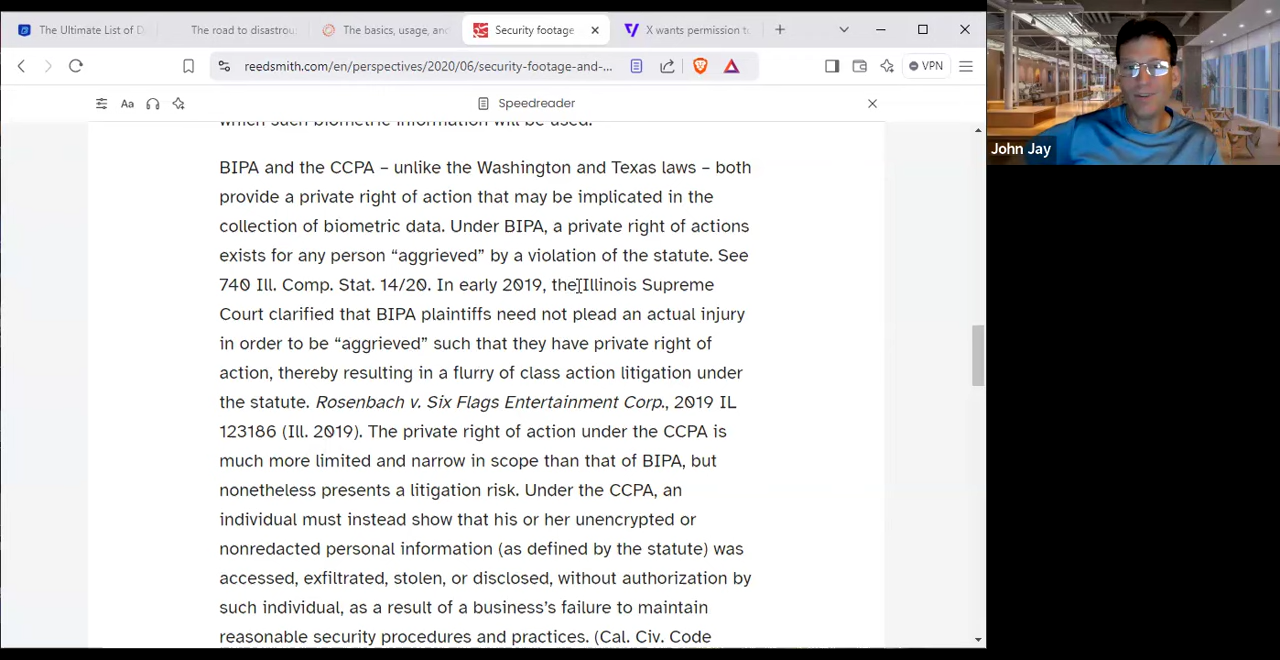 The Ultimate List of D
The road to disastrou
The basics, usage, and
Security footage
X wants permission to
reedsmith.com/en/perspectives/2020/06/security-footage-and-...
VPN
Aa
Speedreader
which such biometric information will be used.
BIPA and the CCPA – unlike the Washington and Texas laws – both
provide a private right of action that may be implicated in the
collection of biometric data. Under BIPA, a private right of actions
exists for any person “aggrieved” by a violation of the statute. See
740 Ill. Comp. Stat. 14/20. In early 2019, the Illinois Supreme
Court clarified that BIPA plaintiffs need not plead an actual injury
in order to be “aggrieved” such that they have private right of
action, thereby resulting in a flurry of class action litigation under
the statute. Rosenbach v. Six Flags Entertainment Corp., 2019 IL
123186 (Ill. 2019). The private right of action under the CCPA is
much more limited and narrow in scope than that of BIPA, but
nonetheless presents a litigation risk. Under the CCPA, an
individual must instead show that his or her unencrypted or
nonredacted personal information (as defined by the statute) was
accessed, exfiltrated, stolen, or disclosed, without authorization by
such individual, as a result of a business’s failure to maintain
reasonable security procedures and practices. (Cal. Civ. Code
John Jay